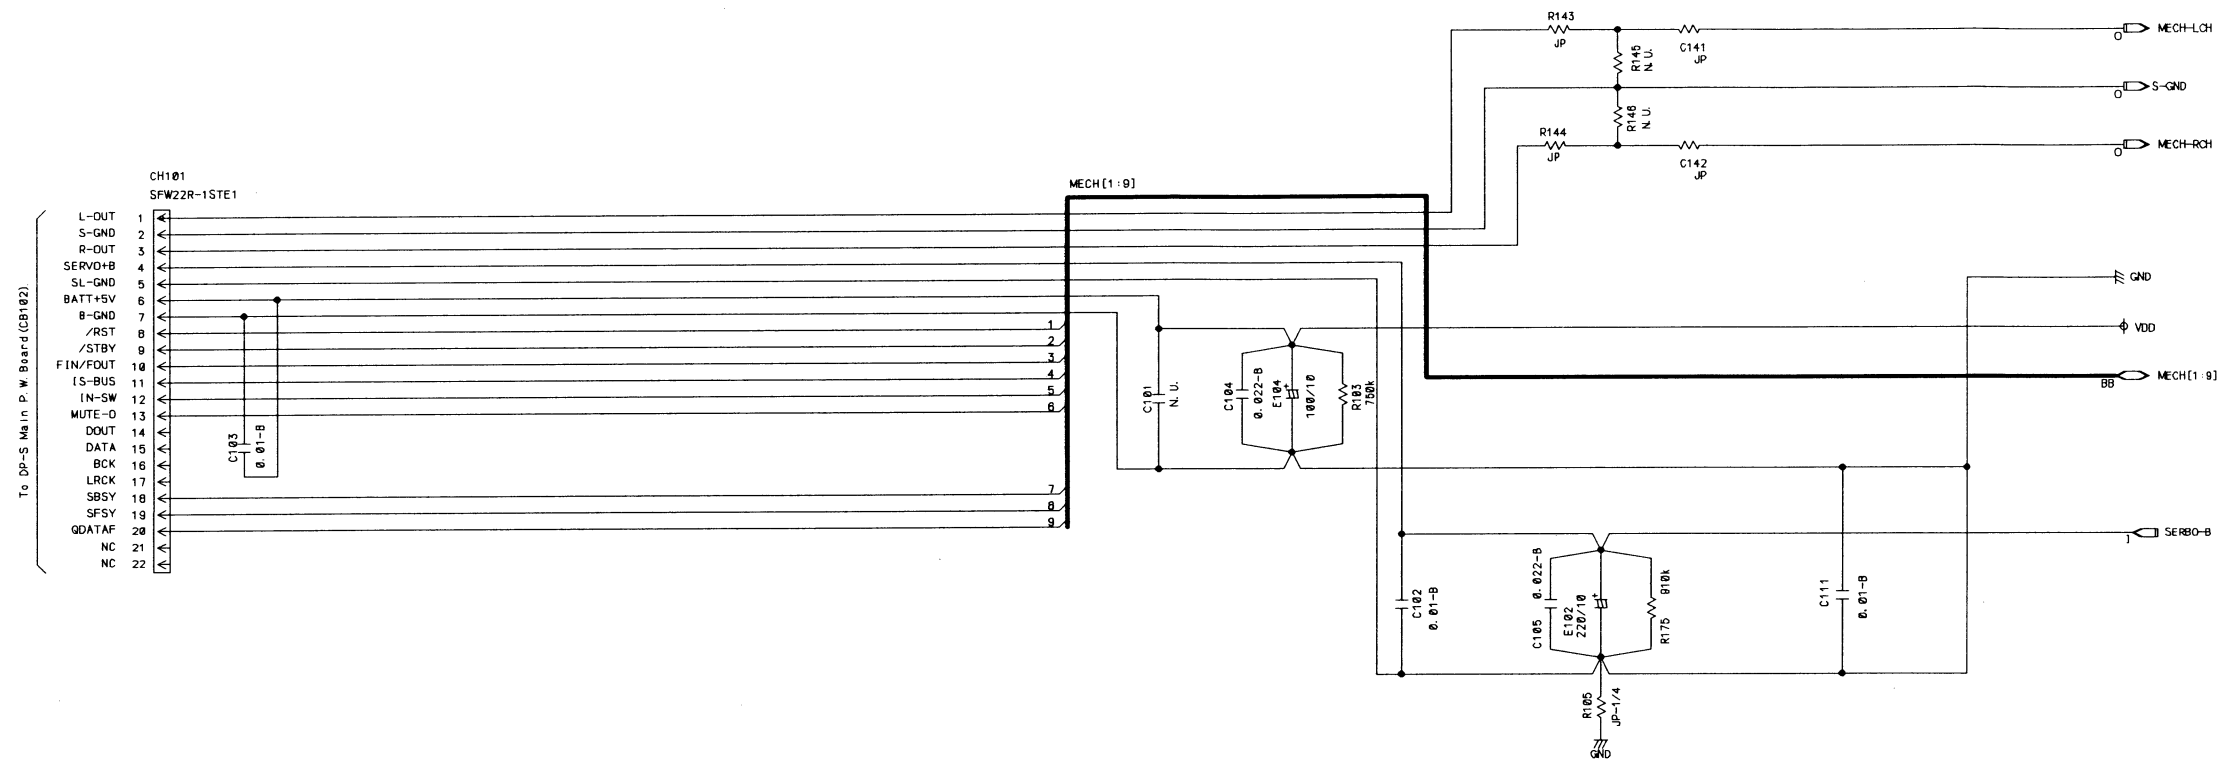 R143
JP
C141
JP
R145
N.U.
R146
N.U.
R144
JP
C142
JP
O
MECH-LCH
O
S-GND
O
MECH-RCH
CH101
SFW22R-1STE1
MECH[1:9]
To DP-S Main P.W. Board(CB102)
L-OUT 1
S-GND 2
R-OUT 3
SERVO+B 4
SL-GND 5
BATT+5V 6
B-GND 7
/RST 8
/STBY 9
FIN/FOUT 10
IS-BUS 11
IN-SW 12
MUTE-O 13
DOUT 14
DATA 15
BCK 16
LRCK 17
SBSY 18
SFSY 19
QDATAF 20
NC 21
NC 22
C103
0.01-B
1
2
3
4
5
6
7
8
9
GND
VDD
BB
MECH[1:9]
C101
N.U.
C104
0.022-B
E104
+
100/10
R103
750k
I
SERBO-B
C102
0.01-B
C105
0.022-B
E102
+
220/10
R175
910k
C111
0.01-B
R105
JP-1/4
GND